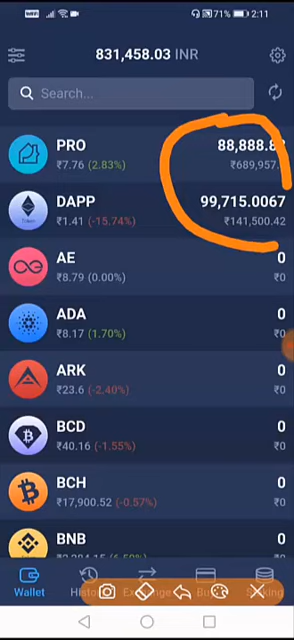 71% 2:11
831,458.03 INR
Search...
PRO 88,888.8
₹7.76 (2.83%) ₹689,957.
DAPP 99,715.0067
₹1.41 (-15.74%) ₹141,500.42
AE 0
₹8.79 (0.00%) ₹0
ADA 0
₹8.17 (1.70%) ₹0
ARK 0
₹23.6 (-2.40%) ₹0
BCD 0
₹40.16 (-1.55%) ₹0
BCH 0
₹17,900.52 (-0.57%) ₹0
BNB 0
Wallet